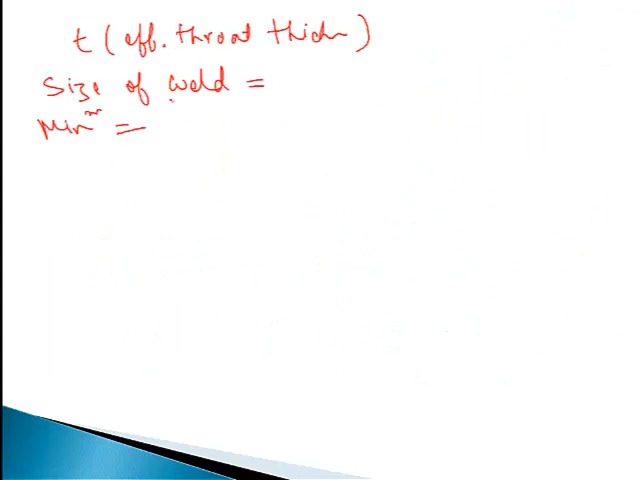 t (eff. throat thick)
Size of weld =
Min^m =